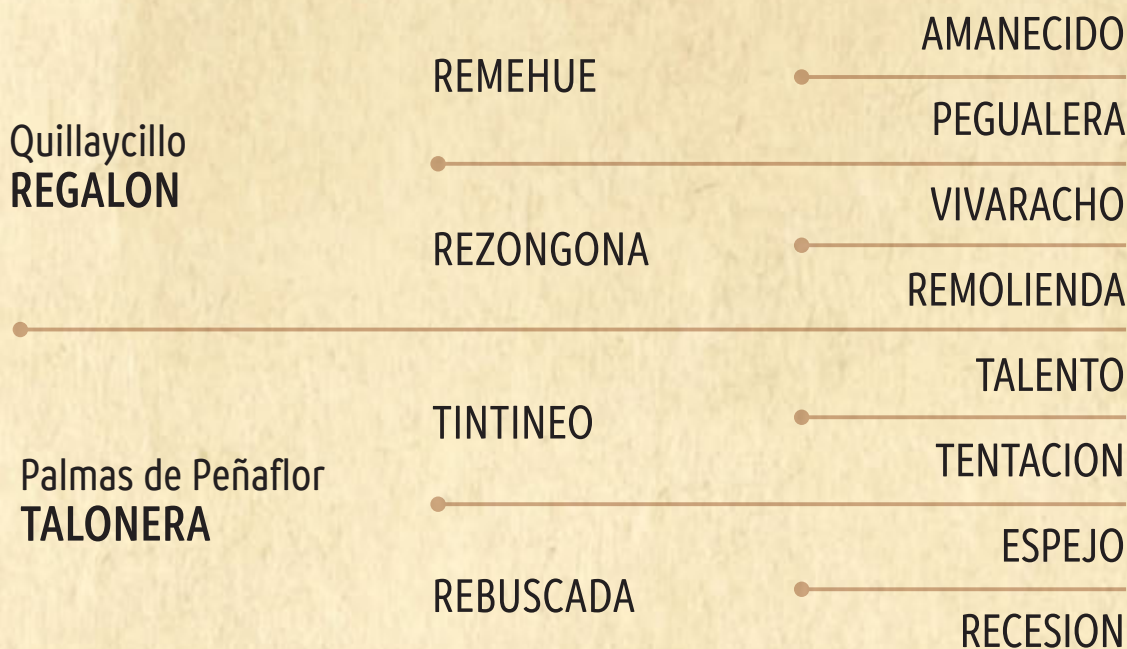 AMANECIDO
REMEHUE
PEGUALERA
Quillaycillo
REGALON
VIVARACHO
REZONGONA
REMOLIENDA
TALENTO
TINTINEO
TENTACION
Palmas de Peñaflor
TALONERA
ESPEJO
REBUSCADA
RECESION